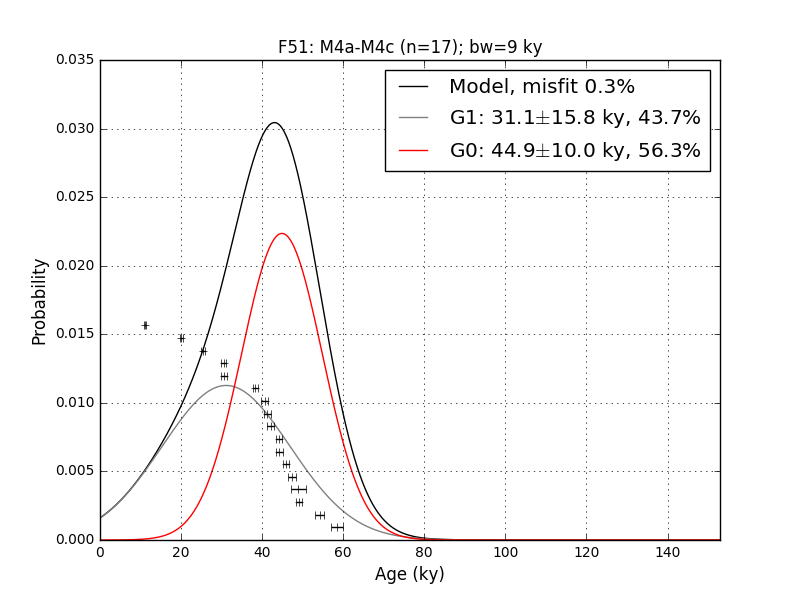 F51: M4a-M4c (n=17); bw=9 ky
Model, misfit 0.3%
G1: 31.1±15.8 ky, 43.7%
G0: 44.9±10.0 ky, 56.3%
Probability
0.035
0.030
0.025
0.020
0.015
0.010
0.005
0.000
0 20 40 60 80 100 120 140
Age (ky)